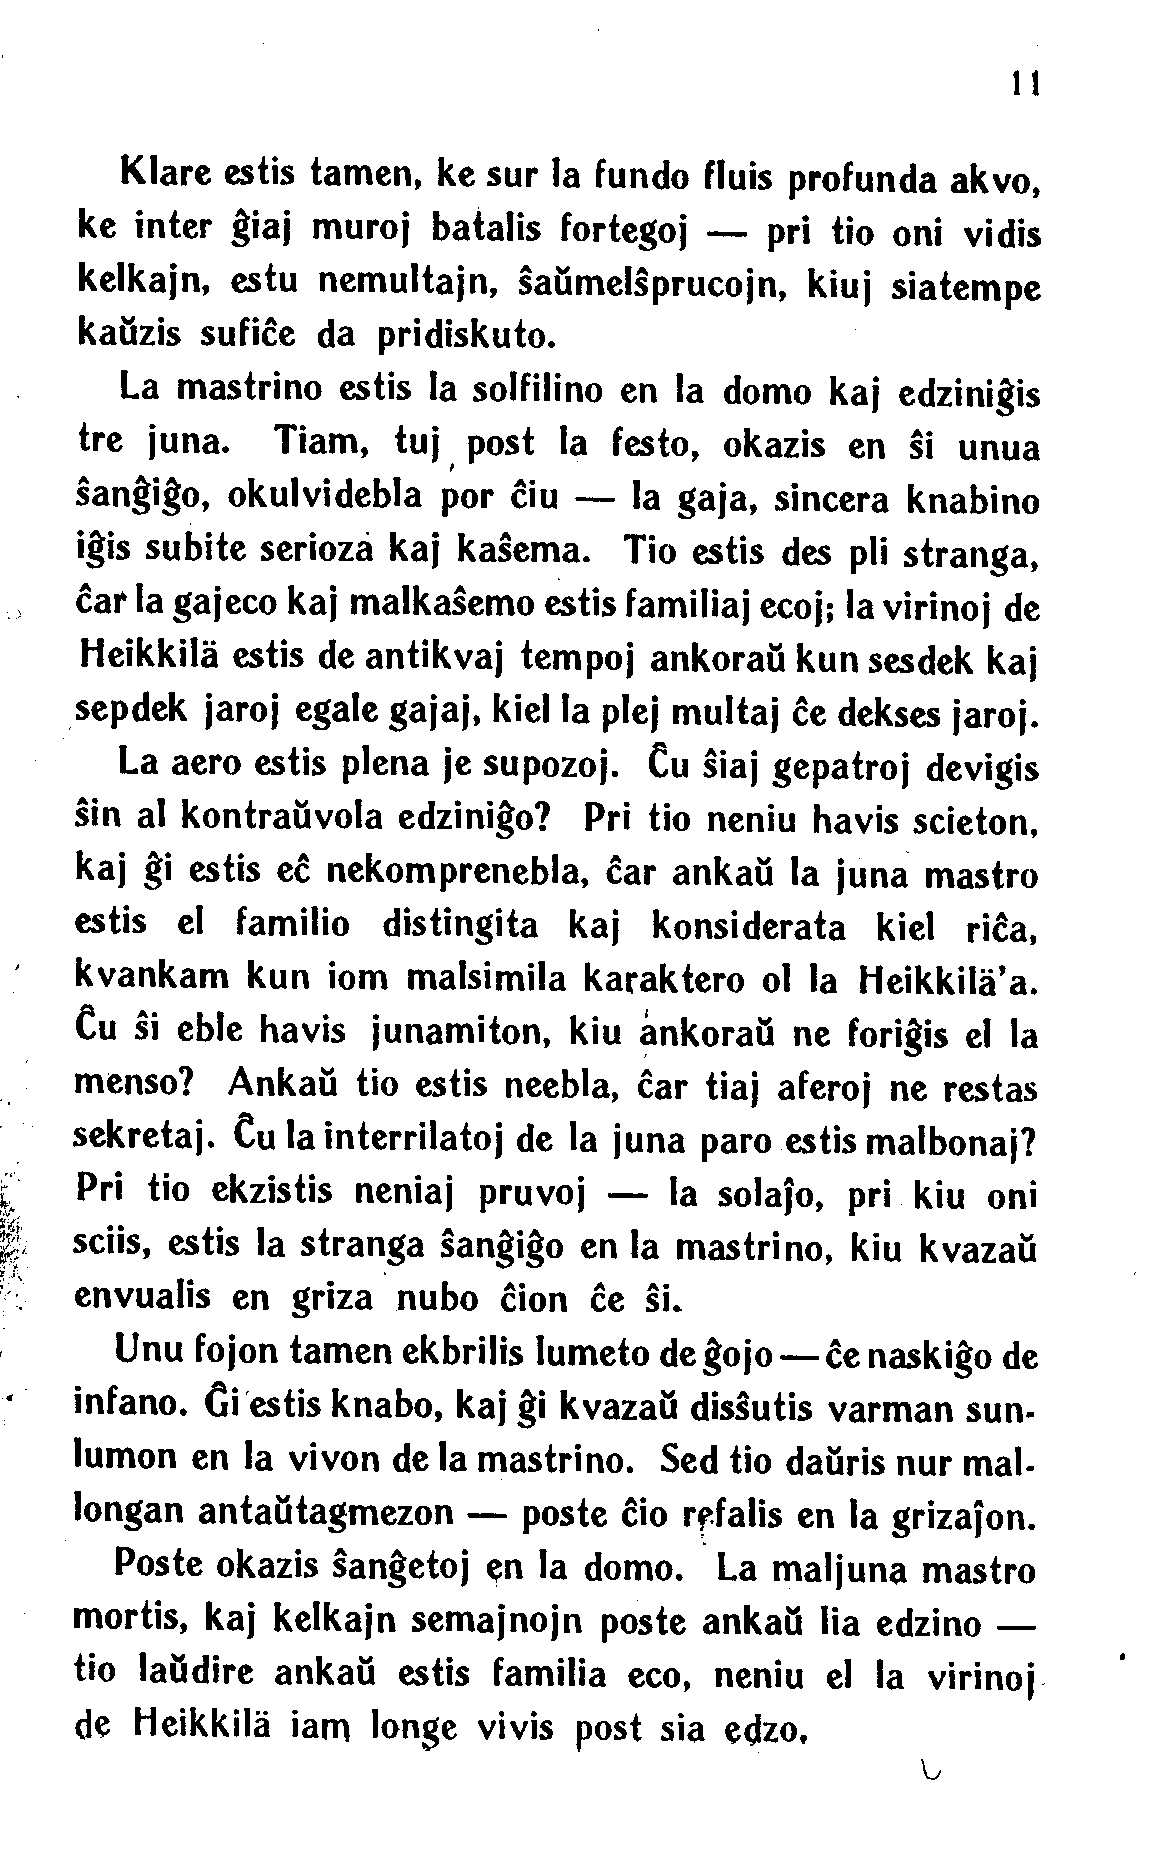 11
Klare estis tamen, ke sur la fundo fluis profunda akvo,
ke inter ĝiaj muroj batalis fortegoj — pri tio oni vidis
kelkajn, estu nemultajn, ŝaŭmelŝprucojn, kiuj siatempe
kaŭzis sufiĉe da pridiskuto.
La mastrino estis la solfilino en la domo kaj edziniĝis
tre juna. Tiam, tuj post la festo, okazis en ŝi unua
ŝanĝiĝo, okulvidebla por ĉiu — la gaja, sincera knabino
iĝis subite serioza kaj kaŝema. Tio estis des pli stranga,
ĉar la gajeco kaj malkaŝemo estis familiaj ecoj; la virinoj de
Heikkilä estis de antikvaj tempoj ankoraŭ kun sesdek kaj
sepdek jaroj egale gajaj, kiel la plej multaj ĉe dekses jaroj.
La aero estis plena je supozoj. Ĉu ŝiaj gepatroj devigis
ŝin al kontraŭvola edziniĝo? Pri tio neniu havis scieton,
kaj ĝi estis eĉ nekomprenebla, ĉar ankaŭ la juna mastro
estis el familio distingita kaj konsiderata kiel riĉa,
kvankam kun iom malsimila karaktero ol la Heikkilä'a.
Ĉu ŝi eble havis junamiton, kiu ankoraŭ ne foriĝis el la
menso? Ankaŭ tio estis neebla, ĉar tiaj aferoj ne restas
sekretaj. Ĉu la interrilatoj de la juna paro estis malbonaj?
Pri tio ekzistis neniaj pruvoj — la solaĵo, pri kiu oni
sciis, estis la stranga ŝanĝiĝo en la mastrino, kiu kvazaŭ
envualis en griza nubo ĉion ĉe ŝi.
Unu fojon tamen ekbrilis lumeto de ĝojo — ĉe naskiĝo de
infano. Ĝi estis knabo, kaj ĝi kvazaŭ disŝutis varman sun-
lumon en la vivon de la mastrino. Sed tio daŭris nur mal-
longan antaŭtagmezon — poste ĉio refalis en la grizaĵon.
Poste okazis ŝanĝetoj en la domo. La maljuna mastro
mortis, kaj kelkajn semajnojn poste ankaŭ lia edzino —
tio laŭdire ankaŭ estis familia eco, neniu el la virinoj
de Heikkilä iam longe vivis post sia edzo.